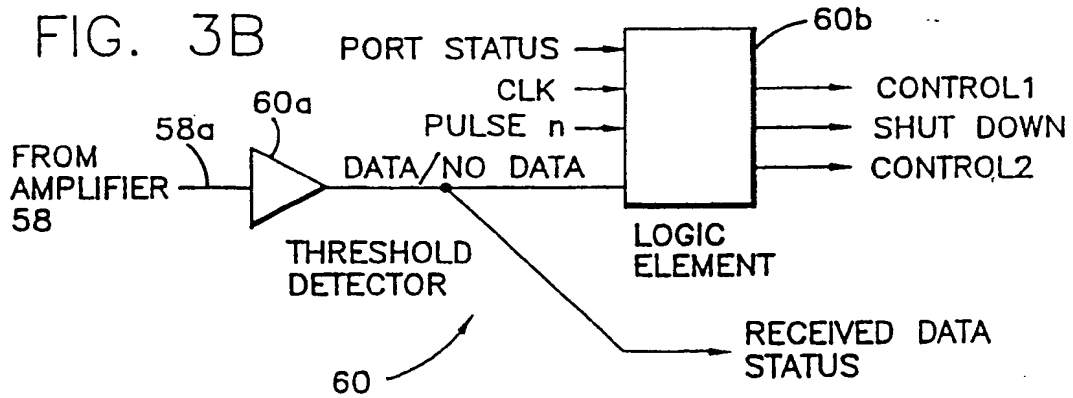 FIG. 3B
60b
PORT STATUS
CLK
PULSE n
CONTROL1
SHUT DOWN
CONTROL2
60a
58a
FROM
AMPLIFIER
58
DATA/NO DATA
THRESHOLD
DETECTOR
LOGIC
ELEMENT
60
RECEIVED DATA
STATUS